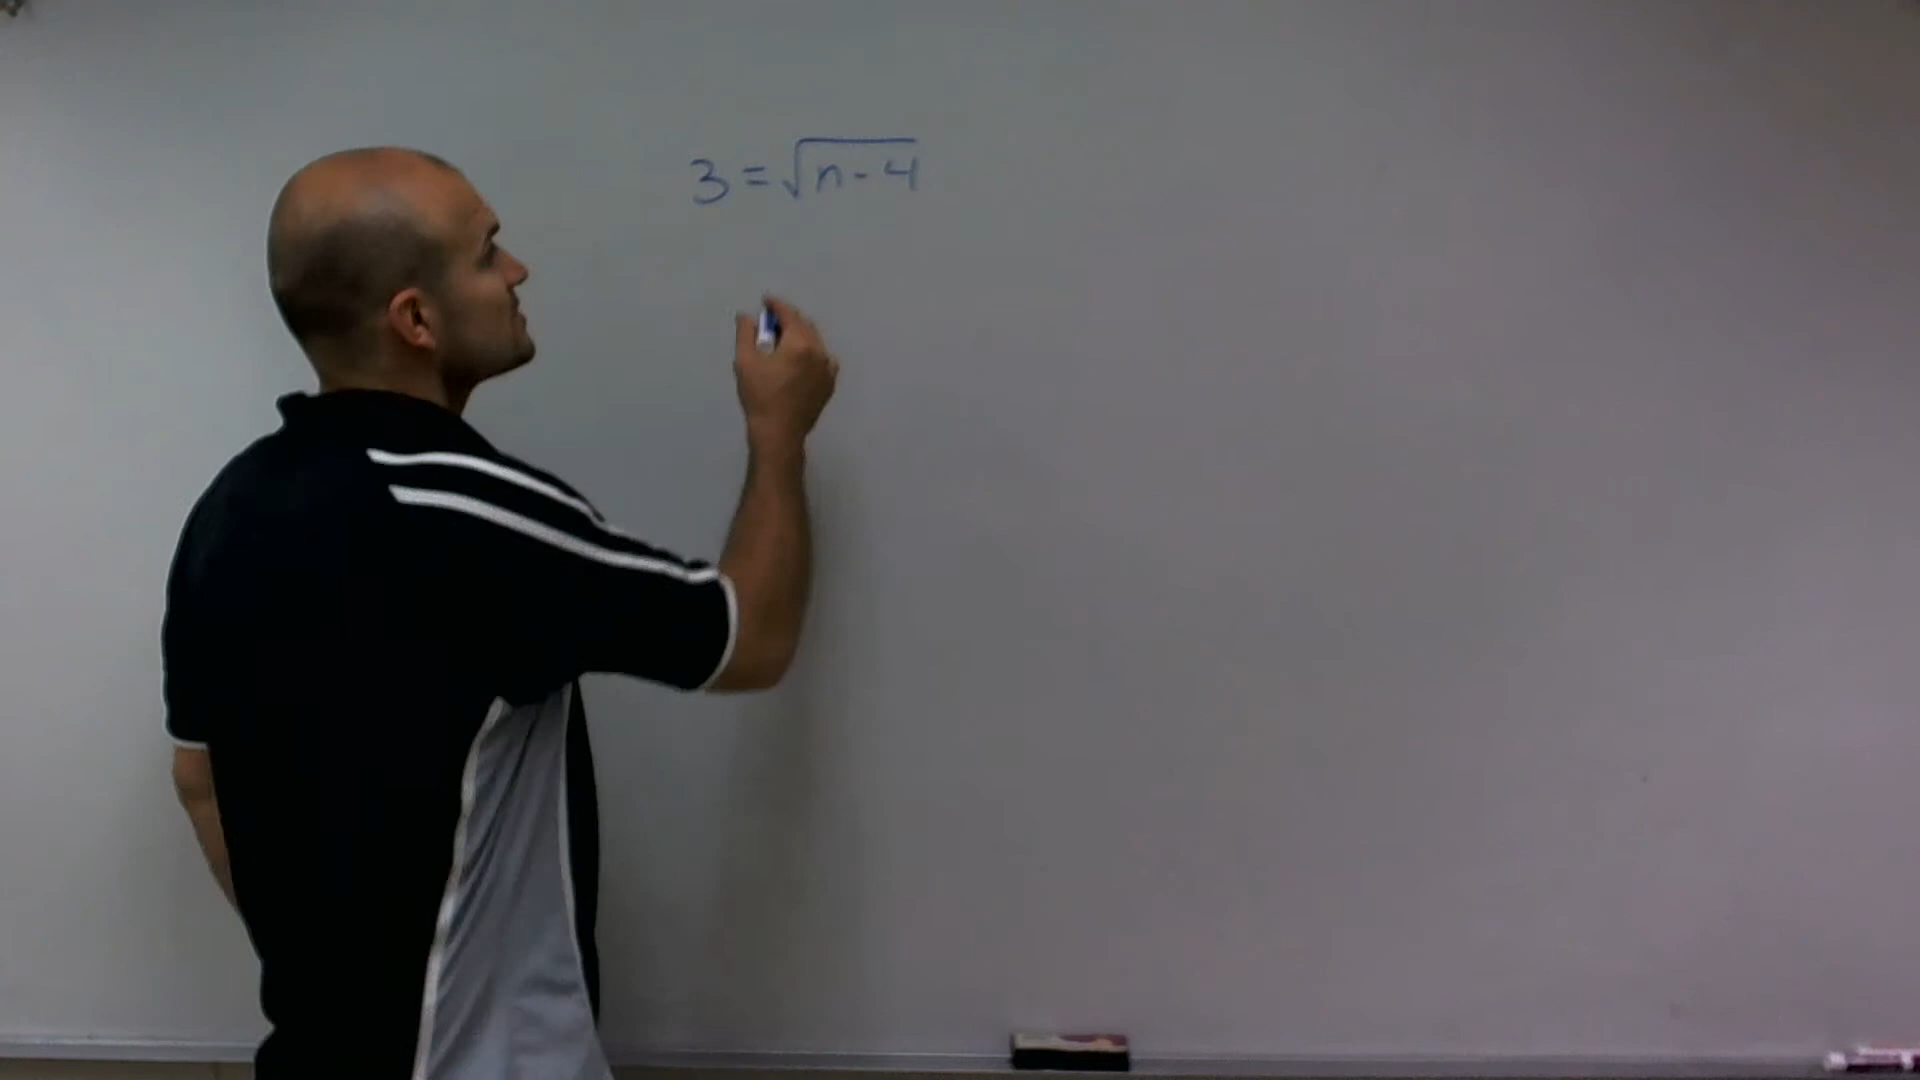 3 = √n-4